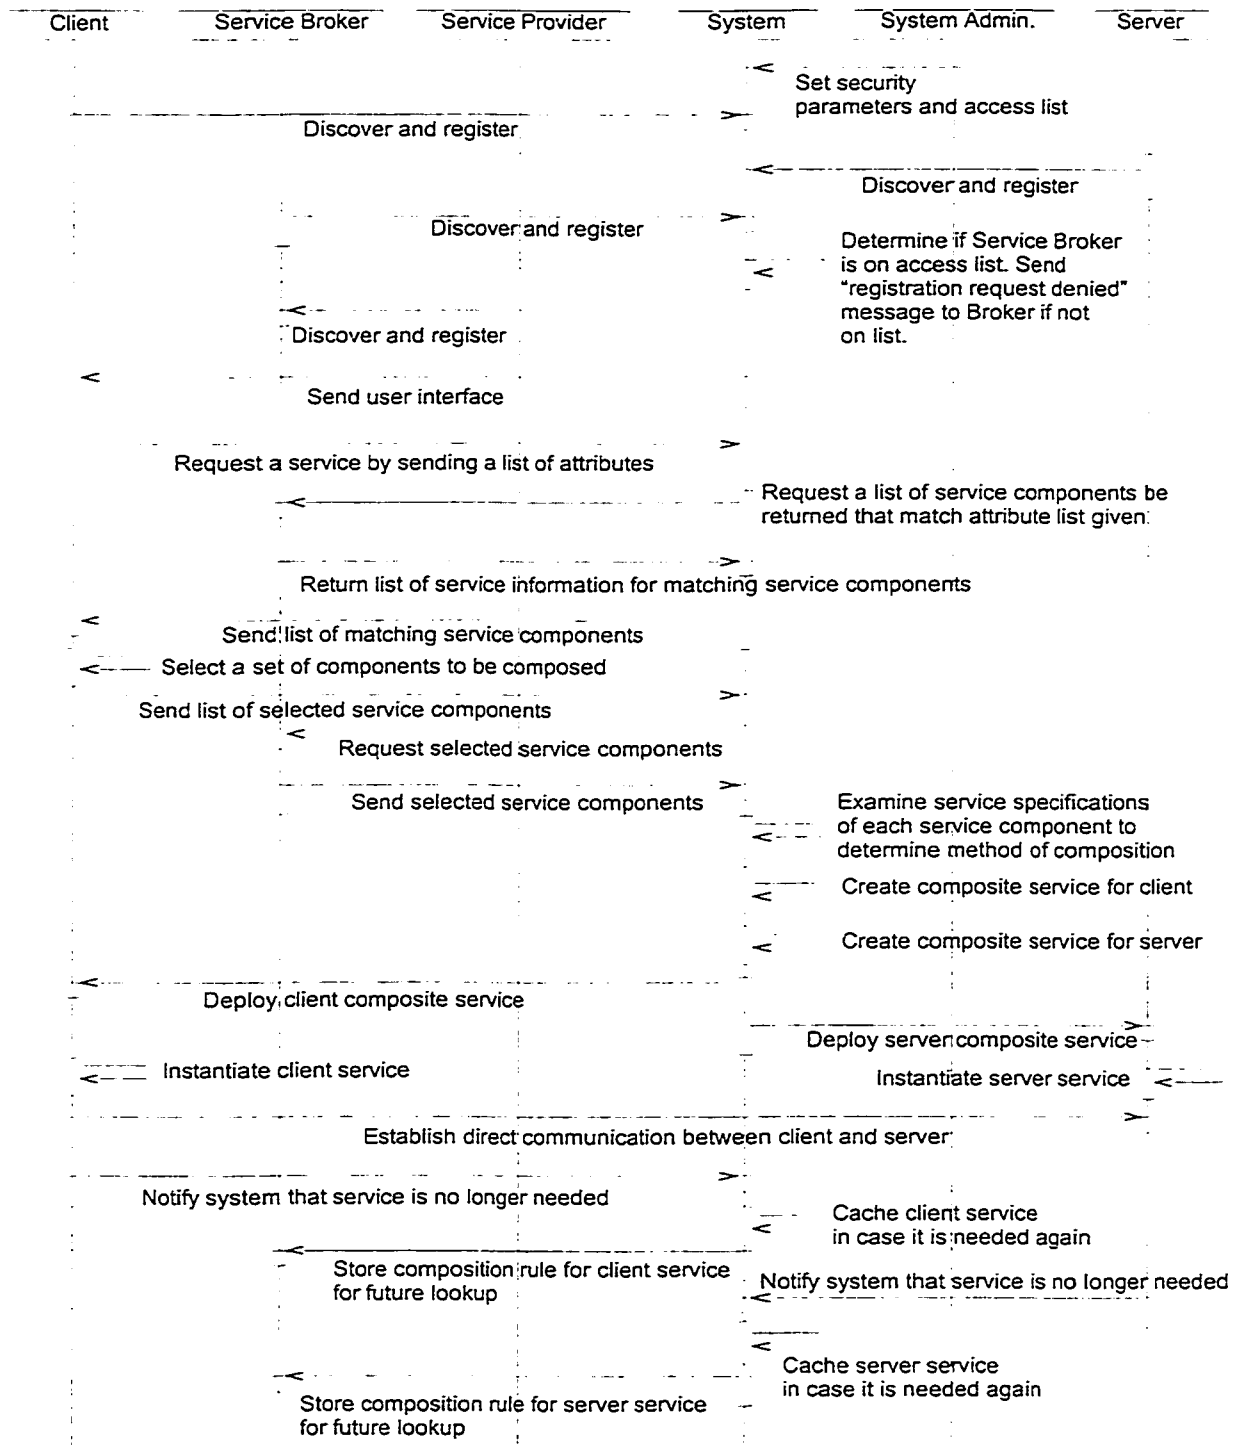 Client Service Broker Service Provider System System Admin. Server
Set security
parameters and access list
Discover and register
Discover and register
Discover and register
Determine if Service Broker
is on access list. Send
"registration request denied"
message to Broker if not
on list.
Discover and register
Send user interface
Request a service by sending a list of attributes
Request a list of service components be
returned that match attribute list given.
Return list of service information for matching service components
Send list of matching service components
Select a set of components to be composed
Send list of selected service components
Request selected service components
Send selected service components
Examine service specifications
of each service component to
determine method of composition
Create composite service for client
Create composite service for server
Deploy client composite service
Deploy server composite service
Instantiate client service
Instantiate server service
Establish direct communication between client and server
Notify system that service is no longer needed
Cache client service
in case it is needed again
Store composition rule for client service
for future lookup
Notify system that service is no longer needed
Cache server service
in case it is needed again
Store composition rule for server service
for future lookup